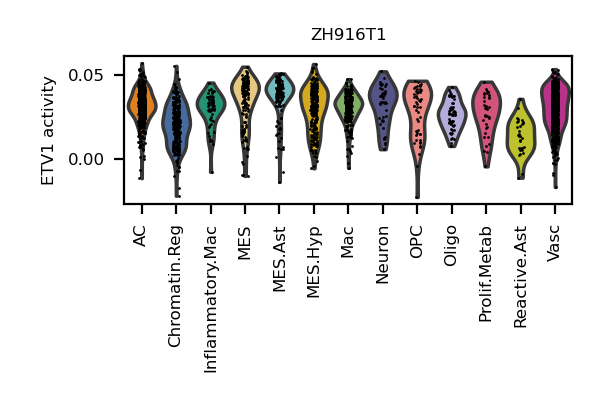 ZH916T1
ETV1 activity
0.05
0.00
AC
Chromatin.Reg
Inflammatory.Mac
MES
MES.Ast
MES.Hyp
Mac
Neuron
OPC
Oligo
Prolif.Metab
Reactive.Ast
Vasc